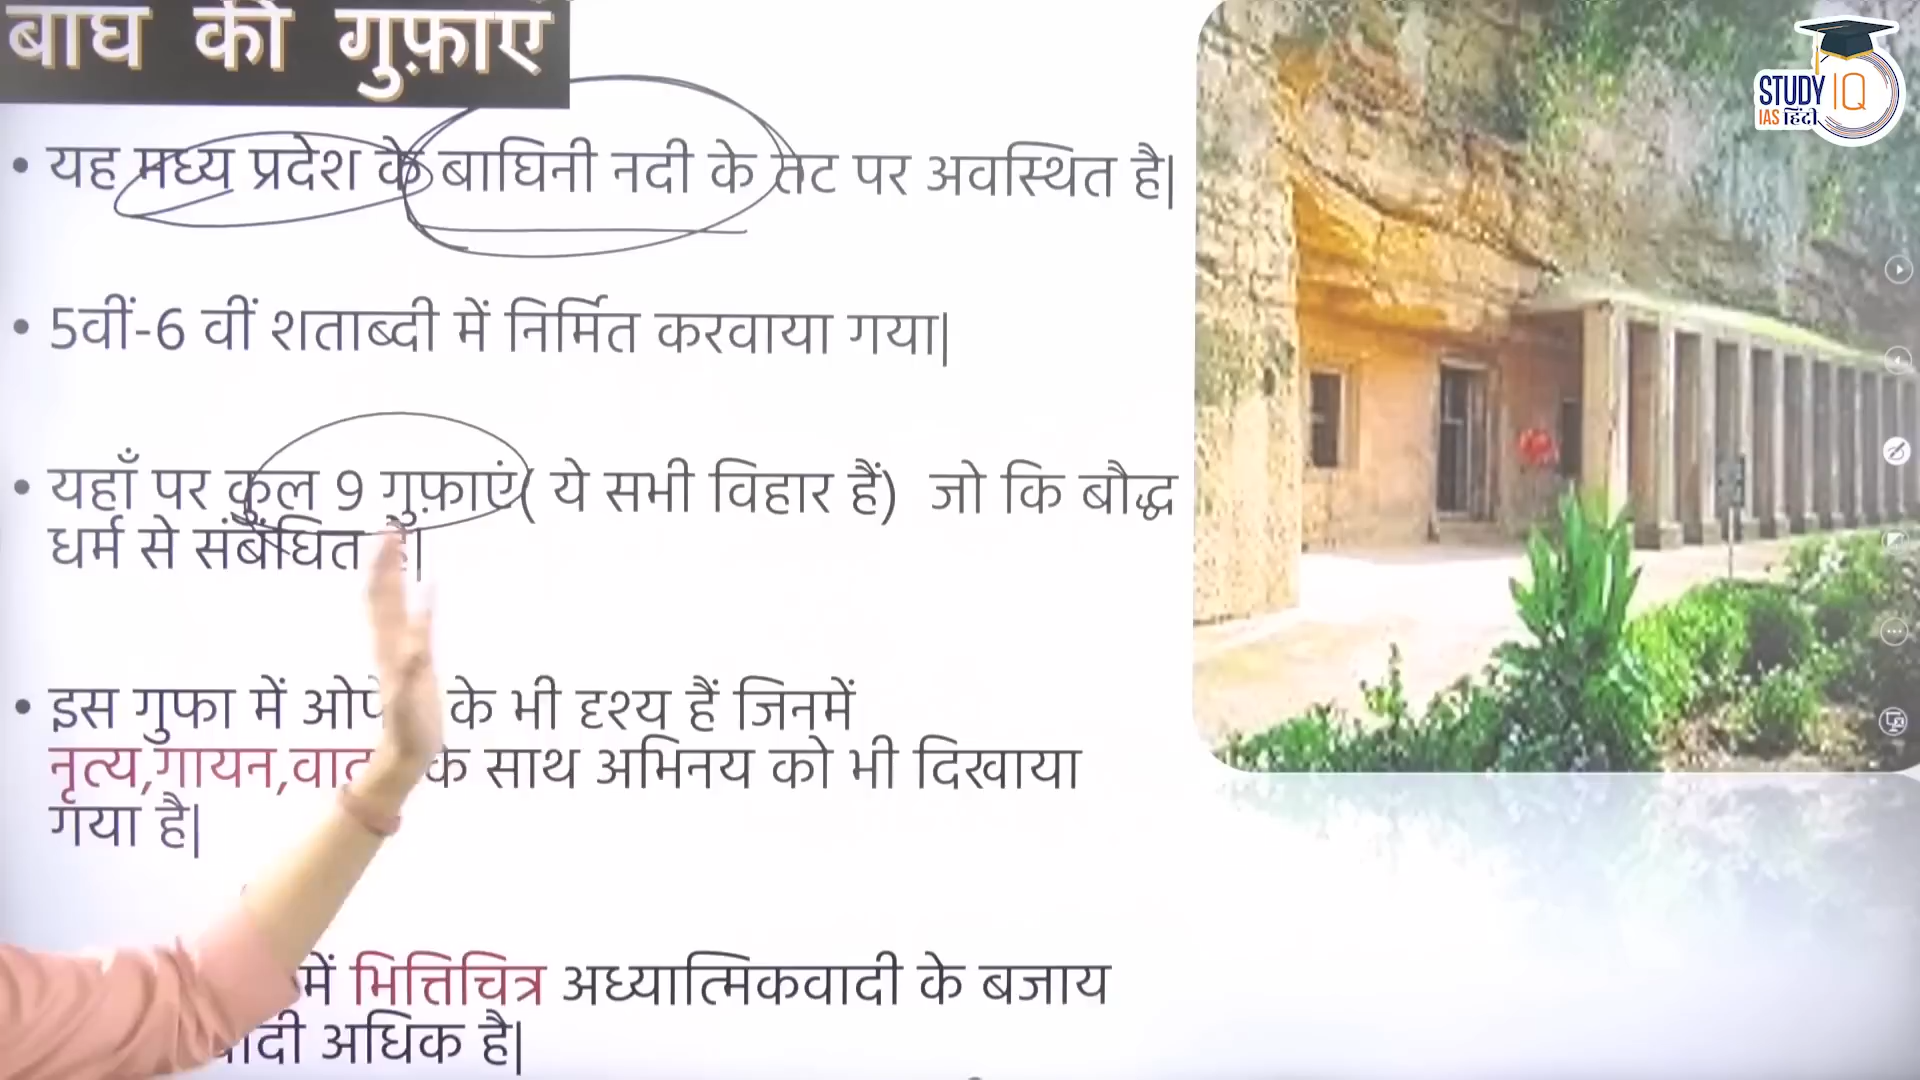 बाघ की गुफ़ाएं
STUDY IQ
IAS हिंदी
• यह मध्य प्रदेश के बाघिनी नदी के तट पर अवस्थित है|
• 5वीं-6 वीं शताब्दी में निर्मित करवाया गया|
• यहाँ पर कुल 9 गुफ़ाएं( ये सभी विहार हैं) जो कि बौद्ध
धर्म से संबंधित है|
• इस गुफा में के भी दृश्य हैं जिनमें
नृत्य,गायन, के साथ अभिनय को भी दिखाया
गया है|
में भित्तिचित्र अध्यात्मिकवादी के बजाय
अधिक है|